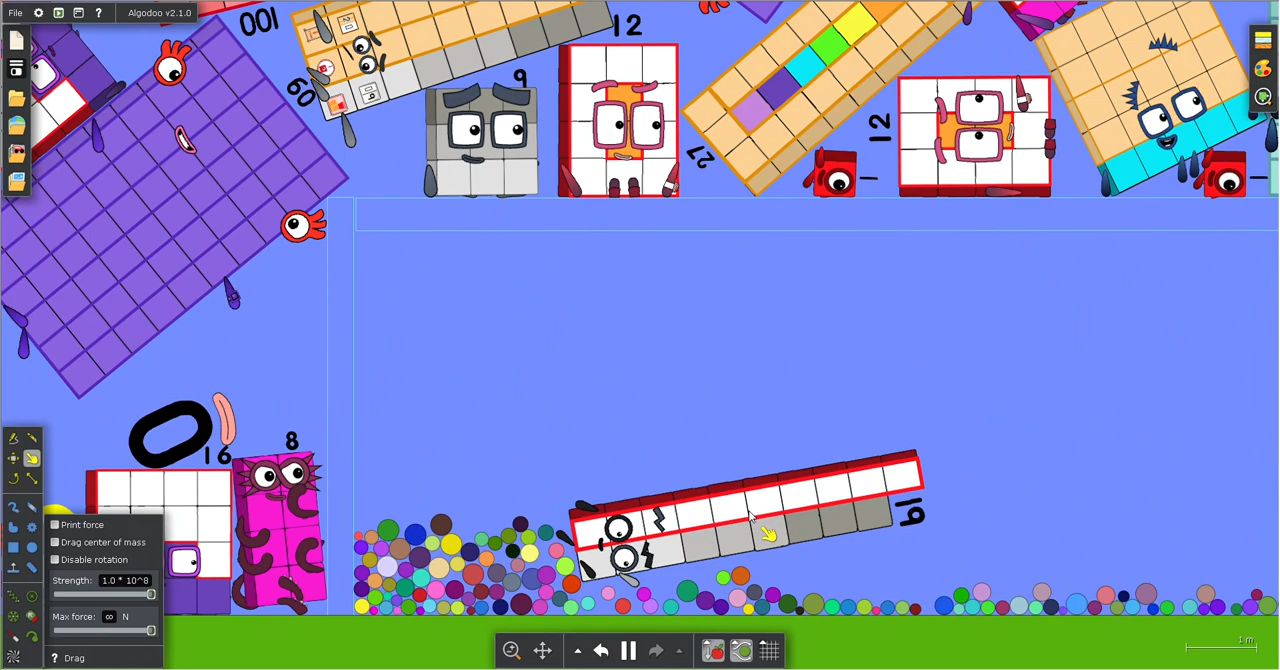 File ? Algodoo v2.1.0
100
60
9
12
27
12
-
-
0
16
8
19
Print force
Drag center of mass
Disable rotation
Strength: 1.0 * 10^8
Max force: ∞ N
? Drag
1 m